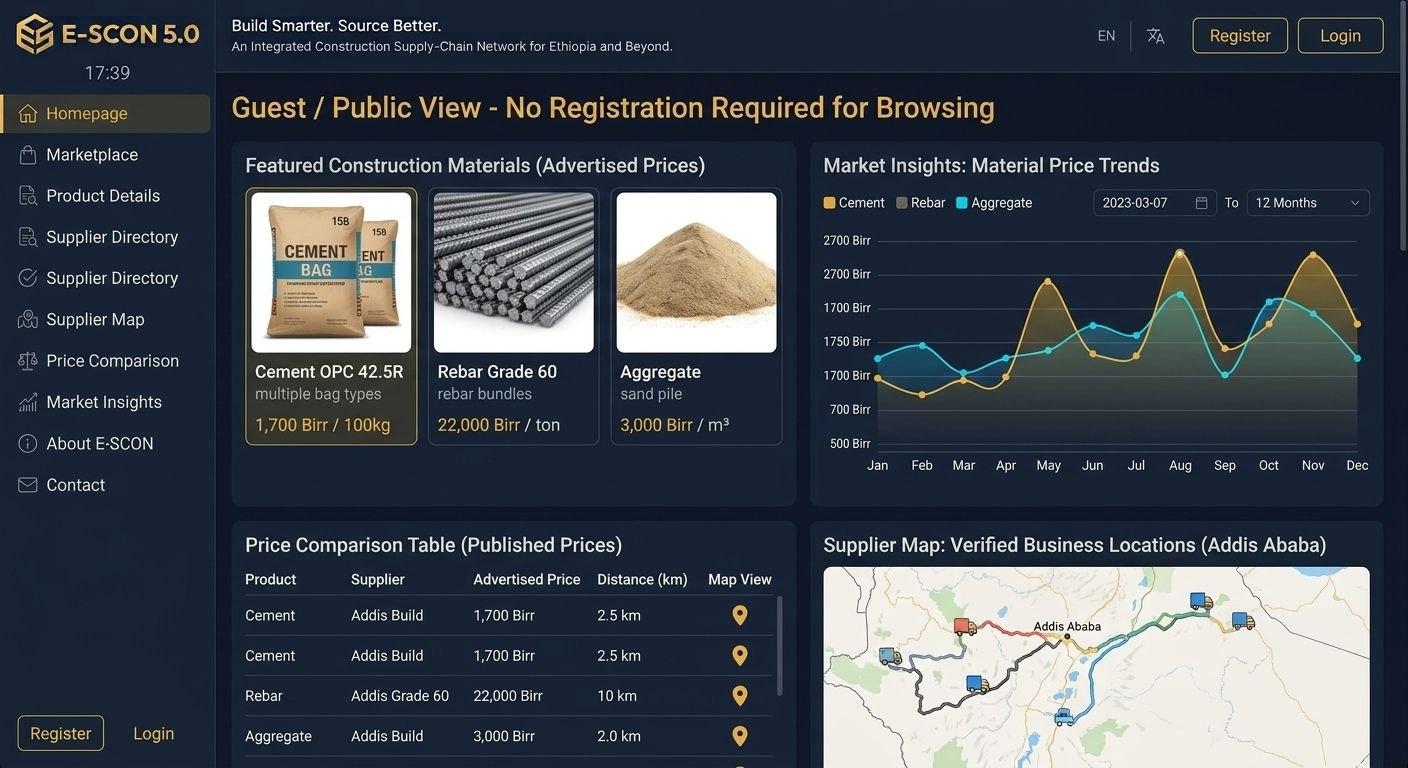 E-SCON 5.0
17:39
Homepage
Marketplace
Product Details
Supplier Directory
Supplier Directory
Supplier Map
Price Comparison
Market Insights
About E-SCON
Contact
Register Login
Build Smarter. Source Better.
An Integrated Construction Supply-Chain Network for Ethiopia and Beyond.
EN
Register Login
Guest / Public View - No Registration Required for Browsing
Featured Construction Materials (Advertised Prices)
15B
CEMENT
BAG
15B
ENT
AG
Cement OPC 42.5R
multiple bag types
1,700 Birr / 100kg
Rebar Grade 60
rebar bundles
22,000 Birr / ton
Aggregate
sand pile
3,000 Birr / m³
Market Insights: Material Price Trends
Cement Rebar Aggregate
2023-03-07 To 12 Months
2700 Birr
2700 Birr
1700 Birr
1750 Birr
1700 Birr
700 Birr
500 Birr
Jan Feb Mar Apr May Jun Jul Aug Sep Oct Nov Dec
Price Comparison Table (Published Prices)
Product Supplier Advertised Price Distance (km) Map View
Cement Addis Build 1,700 Birr 2.5 km
Cement Addis Build 1,700 Birr 2.5 km
Rebar Addis Grade 60 22,000 Birr 10 km
Aggregate Addis Build 3,000 Birr 2.0 km
Supplier Map: Verified Business Locations (Addis Ababa)
Addis Ababa